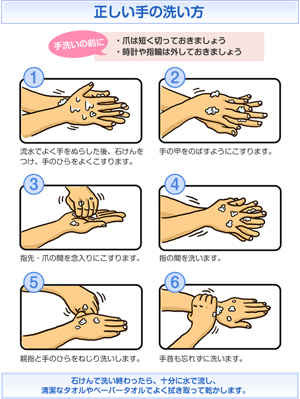 正しい手の洗い方
手洗いの前に
・爪は短く切っておきましょう
・時計や指輪は外しておきましょう
1
2
流水でよく手をぬらした後、石けんを
つけ、手のひらをよくこすります。
手の甲をのばすようにこすります。
3
4
指先・爪の間を念入りにこすります。
指の間を洗います。
5
6
親指と手のひらをねじり洗いします。
手首も忘れずに洗います。
石けんで洗い終わったら、十分に水で流し、
清潔なタオルやペーパータオルでよく拭き取って乾かします。